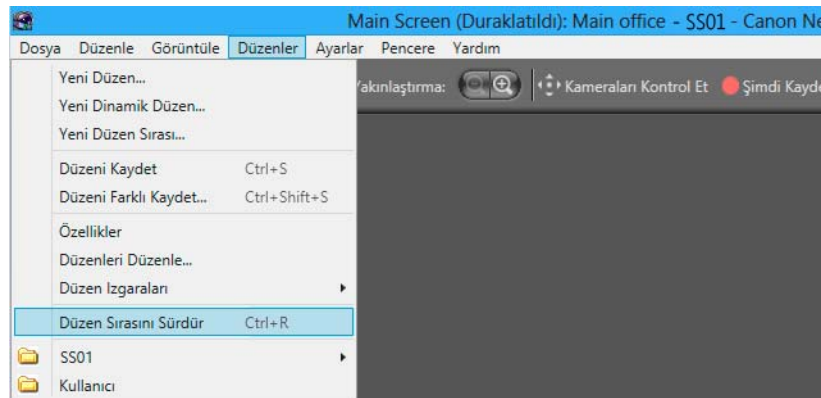 Main Screen (Duraklatıldı): Main office - SS01 - Canon Ne
Dosya Düzenle Görüntüle Düzenler Ayarlar Pencere Yardım
Yeni Düzen...
Yakınlaştırma: Kameraları Kontrol Et Şimdi Kayde
Yeni Dinamik Düzen...
Yeni Düzen Sırası...
Düzeni Kaydet Ctrl+S
Düzeni Farklı Kaydet... Ctrl+Shift+S
Özellikler
Düzenleri Düzenle...
Düzen Izgaraları
Düzen Sırasını Sürdür Ctrl+R
SS01
Kullanıcı